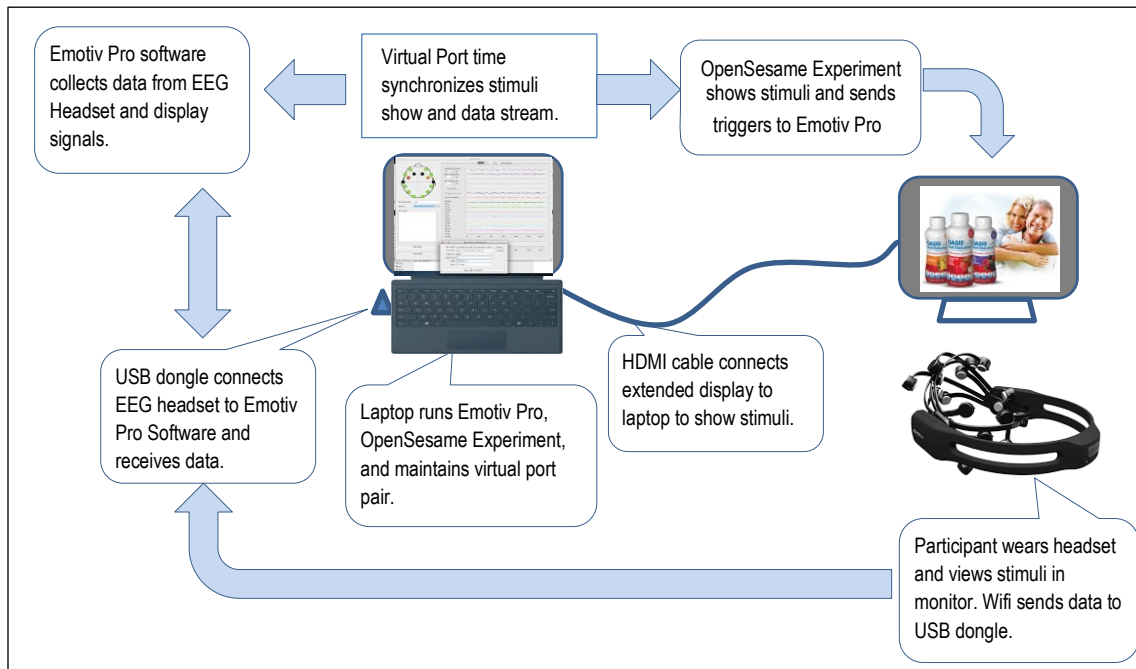 Emotiv Pro software
collects data from EEG
Headset and display
signals.
Virtual Port time
synchronizes stimuli
show and data stream.
OpenSesame Experiment
shows stimuli and sends
triggers to Emotiv Pro
OASIS
USB dongle connects
EEG headset to Emotiv
Pro Software and
receives data.
Laptop runs Emotiv Pro,
OpenSesame Experiment,
and maintains virtual port
pair.
HDMI cable connects
extended display to
laptop to show stimuli.
Participant wears headset
and views stimuli in
monitor. Wifi sends data to
USB dongle.